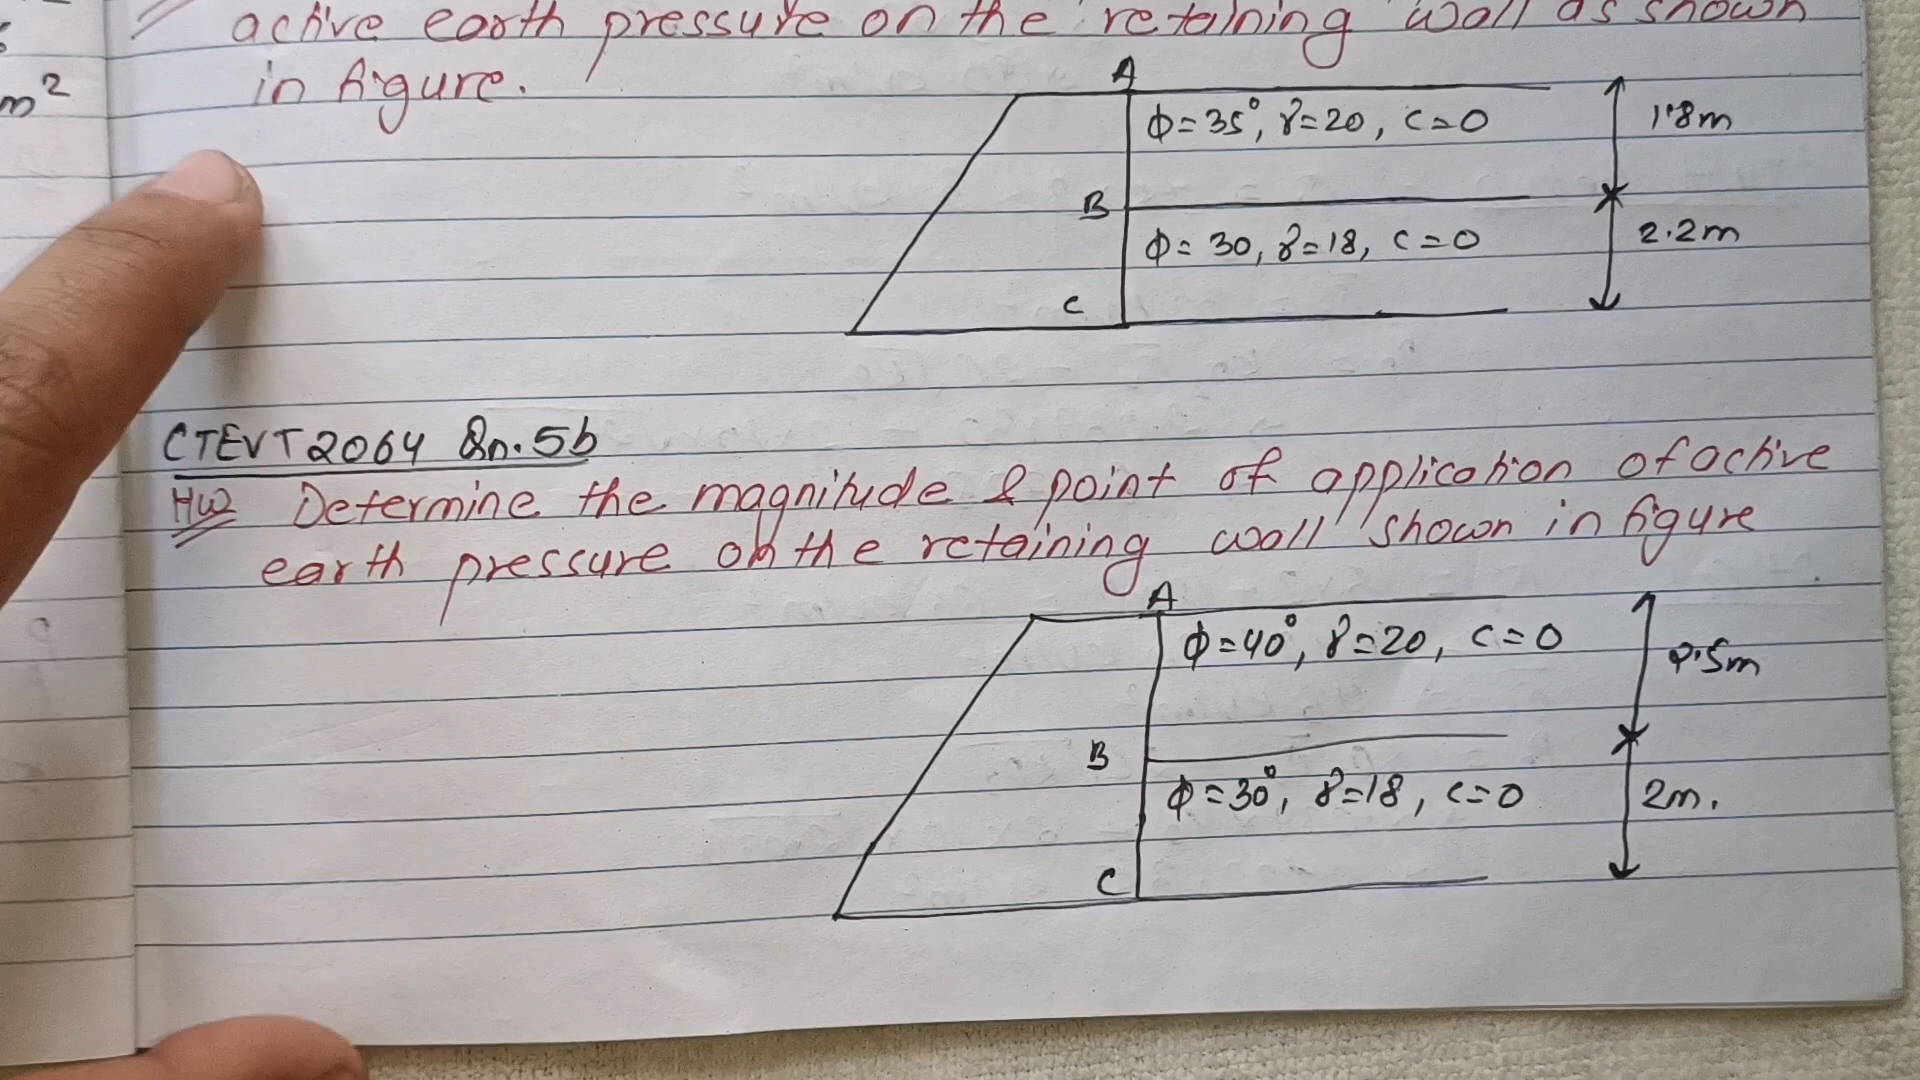 active earth pressure on the retaining wall as shown
m²
in figure.
A
ϕ=35°, γ=20, c=0
1.8m
B
ϕ= 30, γ=18, c=0
2.2m
C
CTEVT 2064 Qn.5b
HW Determine the magnitude & point of application of active
earth pressure on the retaining wall shown in figure
A
ϕ=40°, γ=20, c=0
B
ϕ=30°, γ=18, c=0
2m.
C